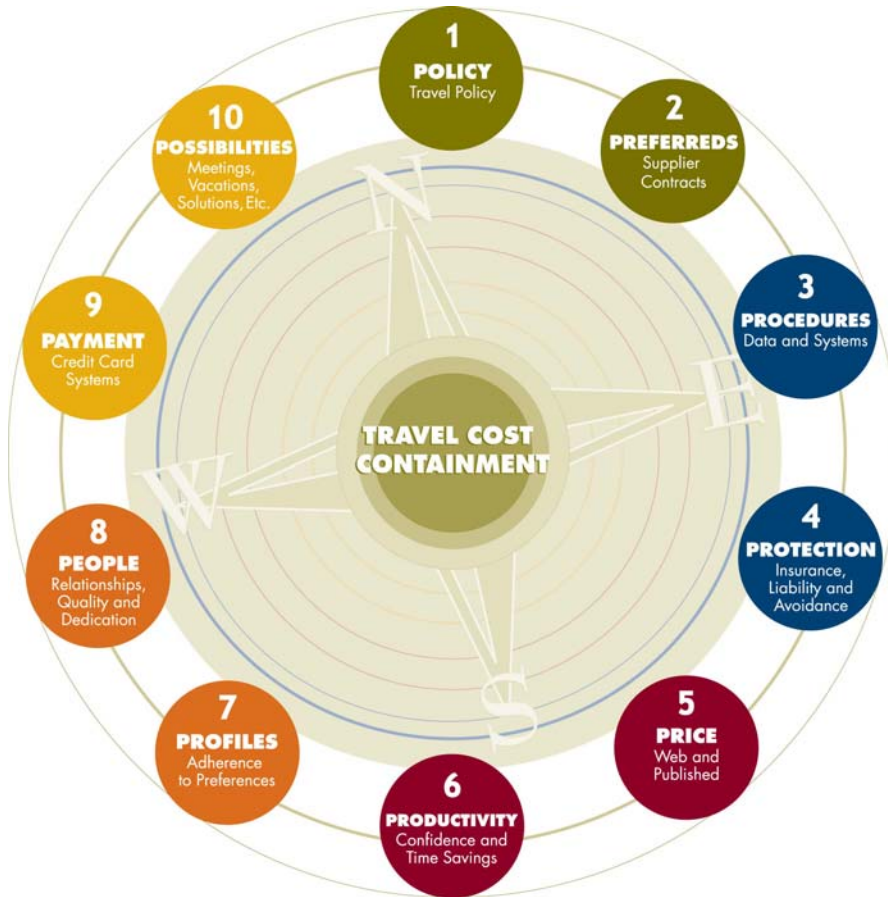 1
POLICY
Travel Policy
2
PREFERREDS
Supplier
Contracts
3
PROCEDURES
Data and Systems
4
PROTECTION
Insurance,
Liability and
Avoidance
5
PRICE
Web and
Published
6
PRODUCTIVITY
Confidence and
Time Savings
7
PROFILES
Adherence
to Preferences
8
PEOPLE
Relationships,
Quality and
Dedication
9
PAYMENT
Credit Card
Systems
10
POSSIBILITIES
Meetings,
Vacations,
Solutions, Etc.
N
E
S
W
TRAVEL COST
CONTAINMENT